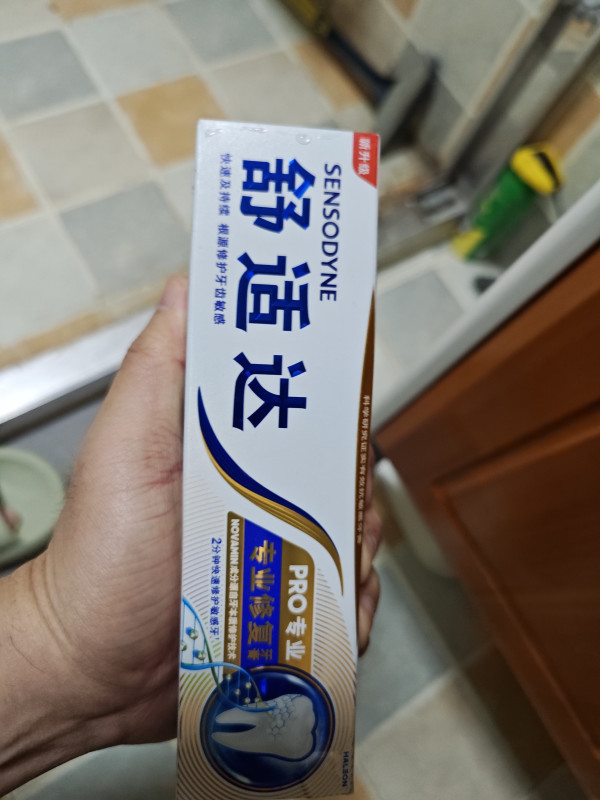 新升级
SENSODYNE
舒适达
快速及持续 根源修护牙齿敏感
PRO专业
专业修复牙膏
2分钟快速修护敏感牙
HALEON